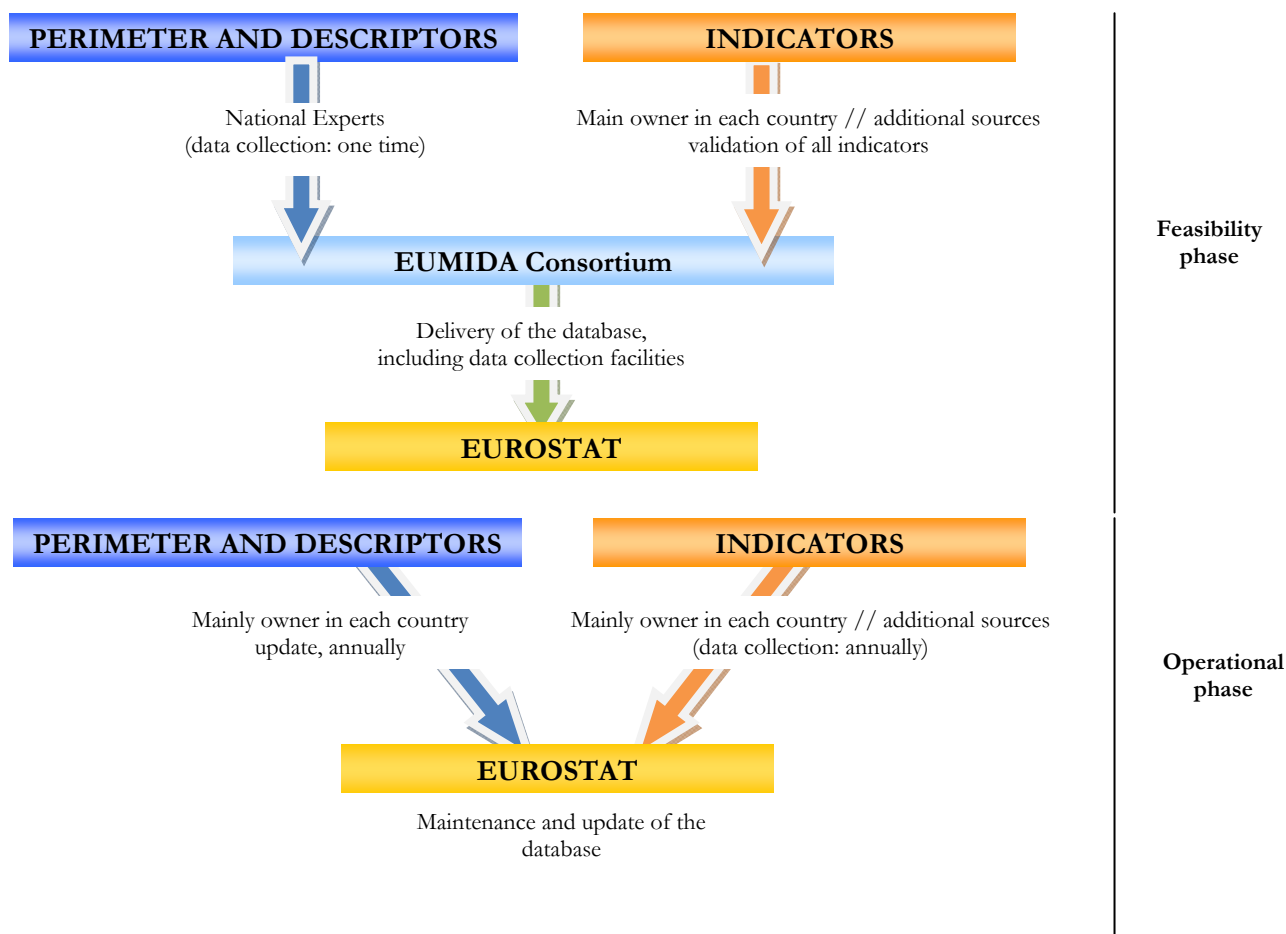 PERIMETER AND DESCRIPTORS
INDICATORS
National Experts
(data collection: one time)
Main owner in each country // additional sources
validation of all indicators
Feasibility
phase
EUMIDA Consortium
Delivery of the database,
including data collection facilities
EUROSTAT
PERIMETER AND DESCRIPTORS
INDICATORS
Mainly owner in each country
update, annually
Mainly owner in each country // additional sources
(data collection: annually)
Operational
phase
EUROSTAT
Maintenance and update of the
database